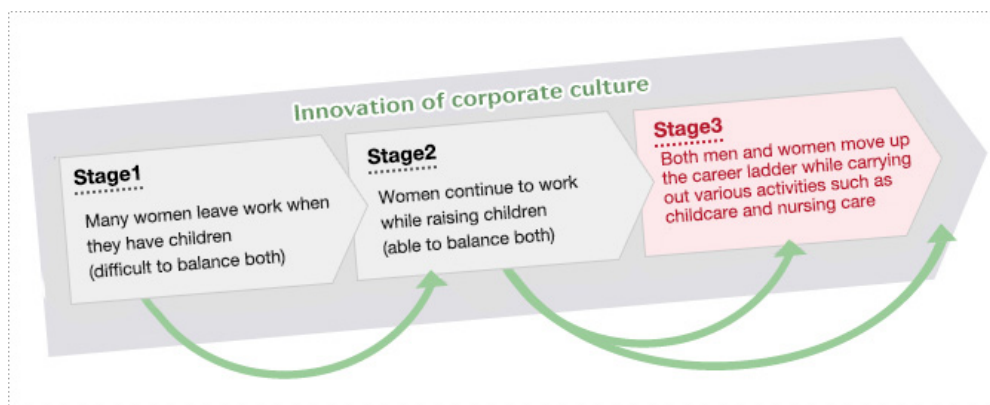 Innovation of corporate culture
Stage1
Many women leave work when
they have children
(difficult to balance both)
Stage2
Women continue to work
while raising children
(able to balance both)
Stage3
Both men and women move up
the career ladder while carrying
out various activities such as
childcare and nursing care